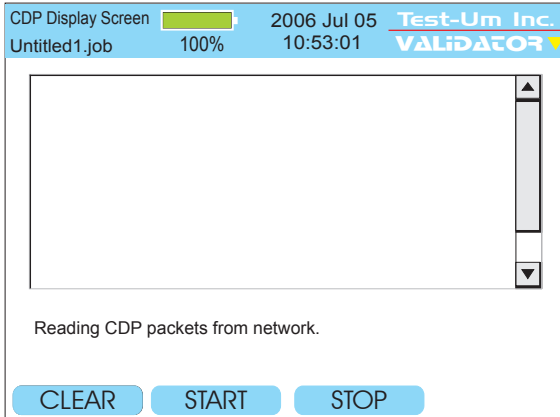 CDP Display Screen 2006 Jul 05 Test-Um Inc.
Untitled1.job 100% 10:53:01 VALiDATOR
Reading CDP packets from network.
CLEAR START STOP